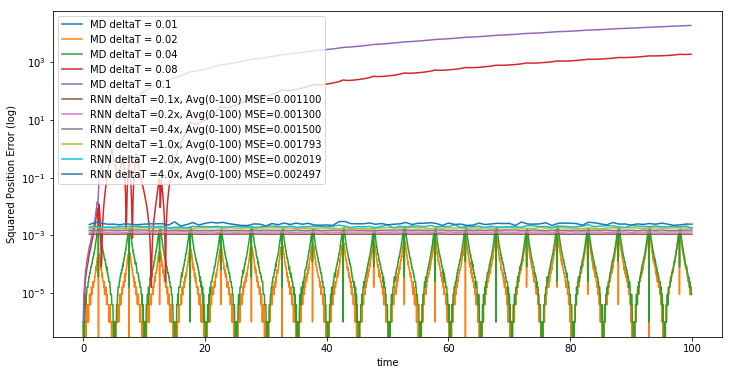 MD deltaT = 0.01
MD deltaT = 0.02
MD deltaT = 0.04
MD deltaT = 0.08
MD deltaT = 0.1
RNN deltaT =0.1x, Avg(0-100) MSE=0.001100
RNN deltaT =0.2x, Avg(0-100) MSE=0.001300
RNN deltaT =0.4x, Avg(0-100) MSE=0.001500
RNN deltaT =1.0x, Avg(0-100) MSE=0.001793
RNN deltaT =2.0x, Avg(0-100) MSE=0.002019
RNN deltaT =4.0x, Avg(0-100) MSE=0.002497
Squared Position Error (log)
10³
10¹
10⁻¹
10⁻³
10⁻⁵
0 20 40 60 80 100
time